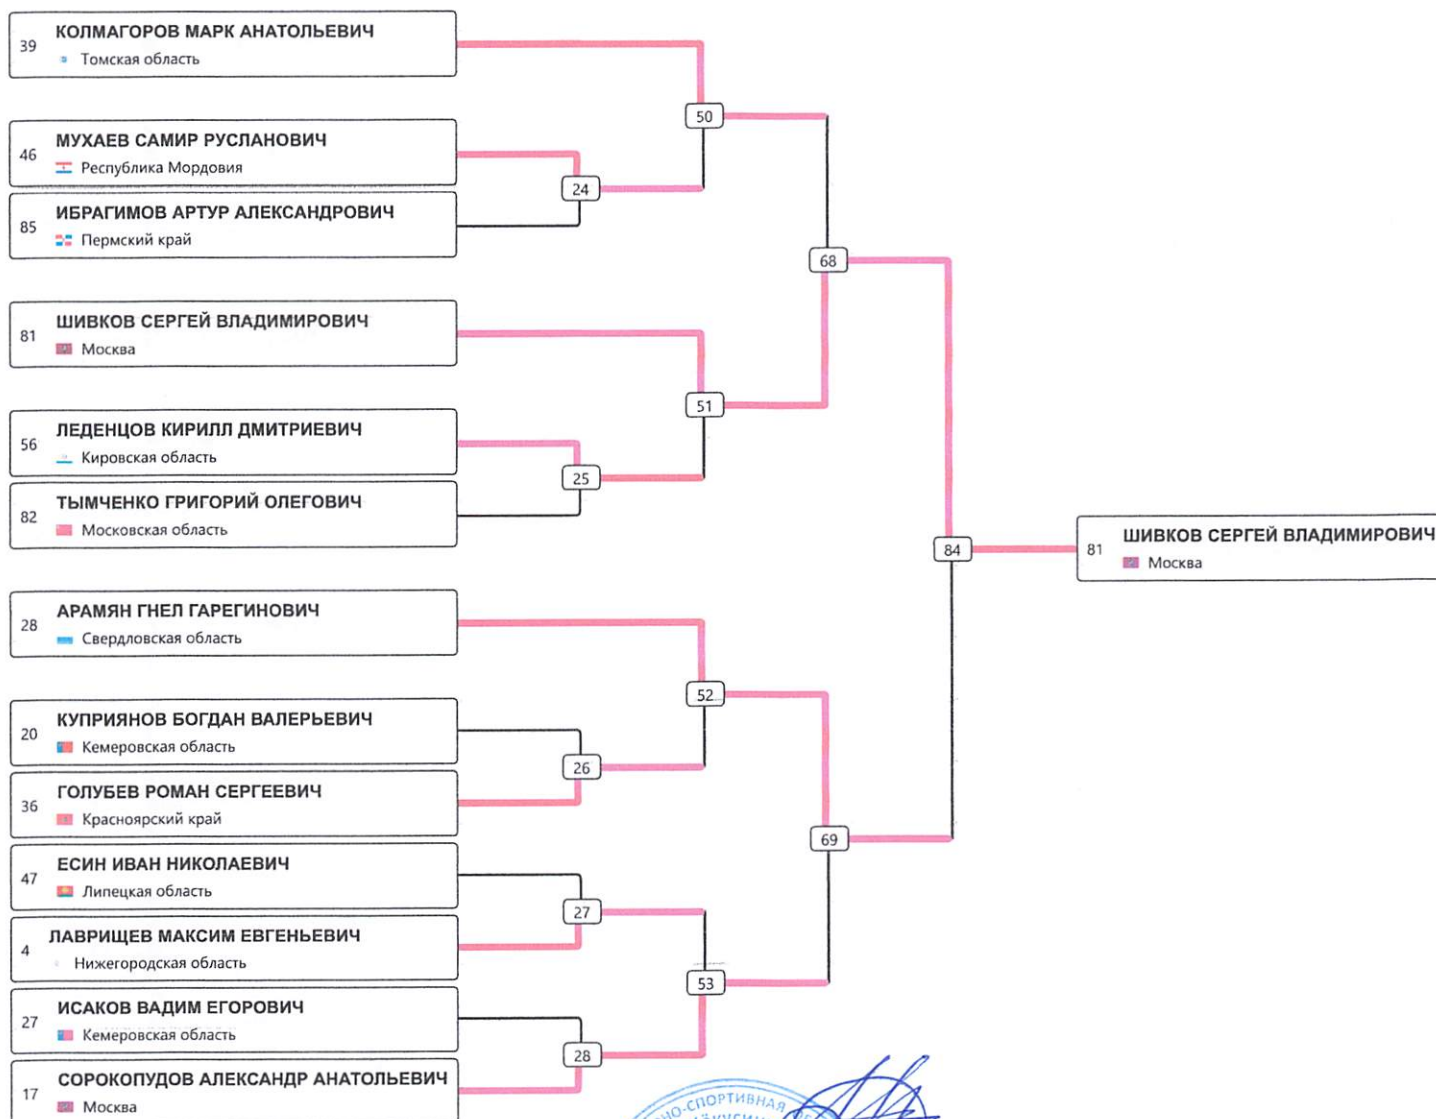 39 КОЛМАГОРОВ МАРК АНАТОЛЬЕВИЧ
Томская область
50
46 МУХАЕВ САМИР РУСЛАНОВИЧ
Республика Мордовия
24
85 ИБРАГИМОВ АРТУР АЛЕКСАНДРОВИЧ
Пермский край
68
81 ШИВКОВ СЕРГЕЙ ВЛАДИМИРОВИЧ
Москва
51
56 ЛЕДЕНЦОВ КИРИЛЛ ДМИТРИЕВИЧ
Кировская область
25
82 ТЫМЧЕНКО ГРИГОРИЙ ОЛЕГОВИЧ
Московская область
84
81 ШИВКОВ СЕРГЕЙ ВЛАДИМИРОВИЧ
Москва
28 АРАМЯН ГНЕЛ ГАРЕГИНОВИЧ
Свердловская область
52
20 КУПРИЯНОВ БОГДАН ВАЛЕРЬЕВИЧ
Кемеровская область
26
36 ГОЛУБЕВ РОМАН СЕРГЕЕВИЧ
Красноярский край
69
47 ЕСИН ИВАН НИКОЛАЕВИЧ
Липецкая область
27
4 ЛАВРИЩЕВ МАКСИМ ЕВГЕНЬЕВИЧ
Нижегородская область
53
27 ИСАКОВ ВАДИМ ЕГОРОВИЧ
Кемеровская область
28
17 СОРОКОПУДОВ АЛЕКСАНДР АНАТОЛЬЕВИЧ
Москва